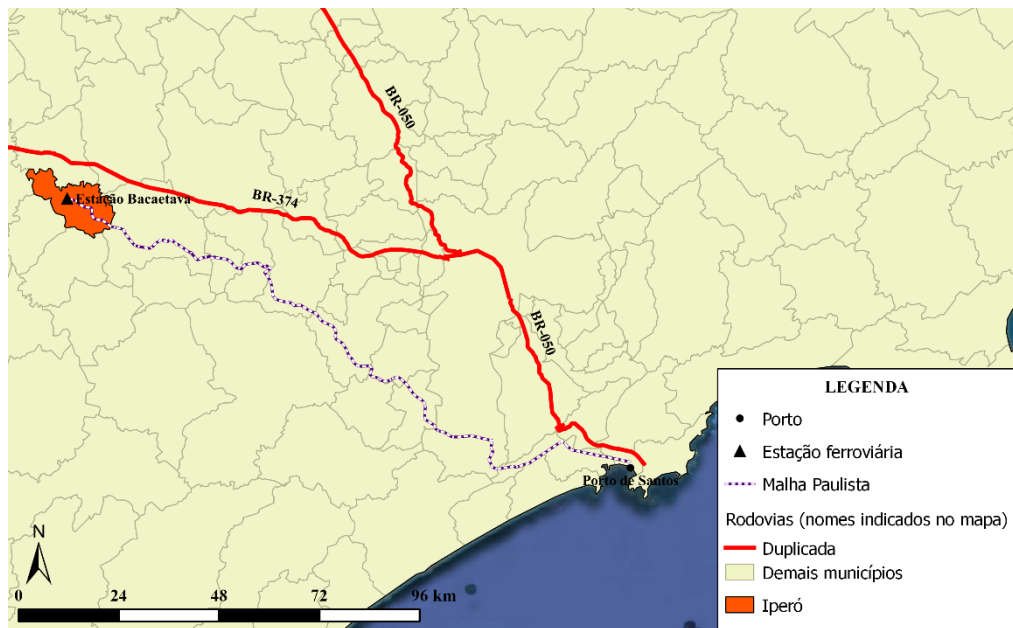 BR-050
Estação Bacaetava
BR-374
BR-050
Porto de Santos
N
0 24 48 72 96 km
LEGENDA
Porto
Estação ferroviária
Malha Paulista
Rodovias (nomes indicados no mapa)
Duplicada
Demais municípios
Iperó